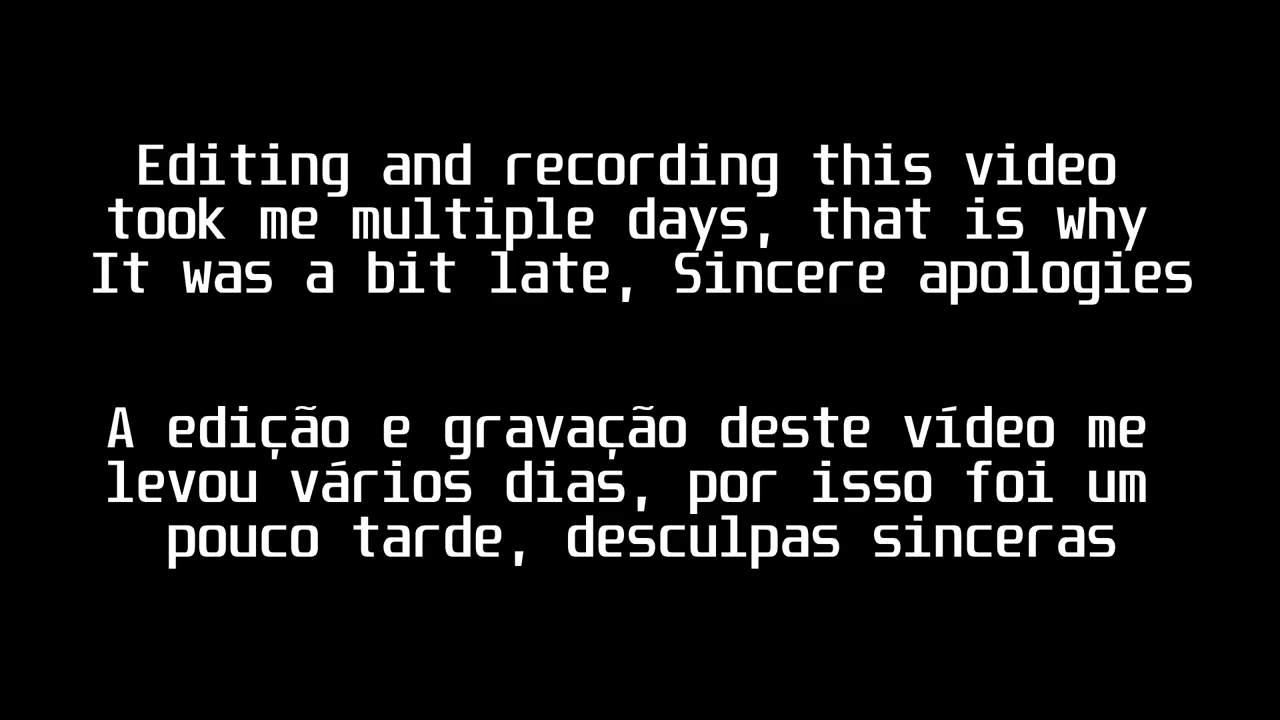 Editing and recording this video
took me multiple days, that is why
It was a bit late, Sincere apologies
A edição e gravação deste vídeo me
levou vários dias, por isso foi um
pouco tarde, desculpas sinceras